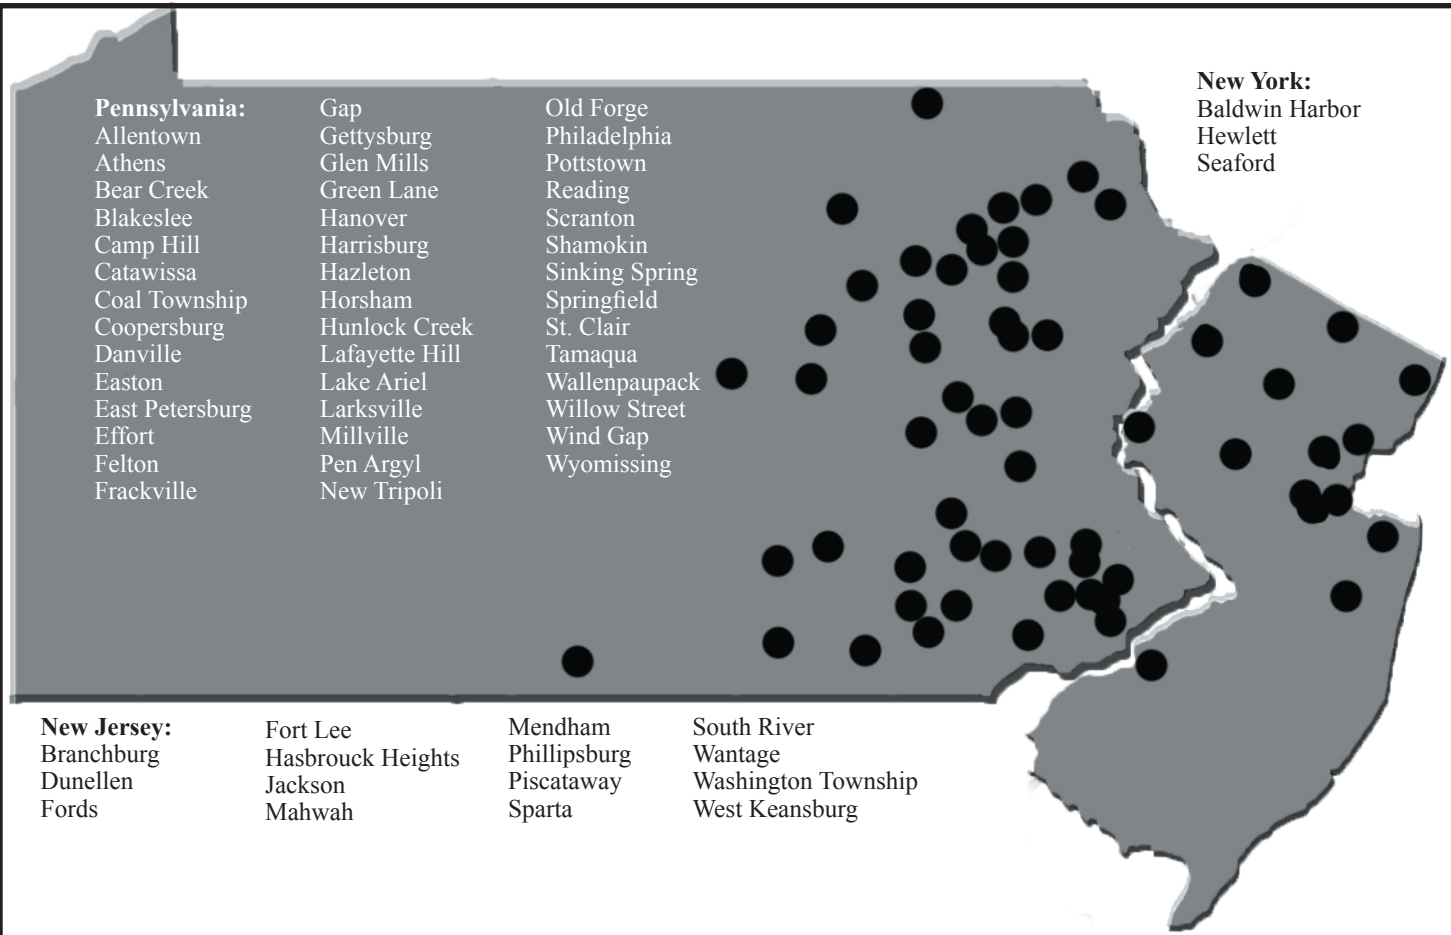 Pennsylvania:
Allentown
Athens
Bear Creek
Blakeslee
Camp Hill
Catawissa
Coal Township
Coopersburg
Danville
Easton
East Petersburg
Effort
Felton
Frackville
Gap
Gettysburg
Glen Mills
Green Lane
Hanover
Harrisburg
Hazleton
Horsham
Hunlock Creek
Lafayette Hill
Lake Ariel
Larksville
Millville
Pen Argyl
New Tripoli
Old Forge
Philadelphia
Pottstown
Reading
Scranton
Shamokin
Sinking Spring
Springfield
St. Clair
Tamaqua
Wallenpaupack
Willow Street
Wind Gap
Wyomissing
New York:
Baldwin Harbor
Hewlett
Seaford
New Jersey:
Branchburg
Dunellen
Fords
Fort Lee
Hasbrouck Heights
Jackson
Mahwah
Mendham
Phillipsburg
Piscataway
Sparta
South River
Wantage
Washington Township
West Keansburg